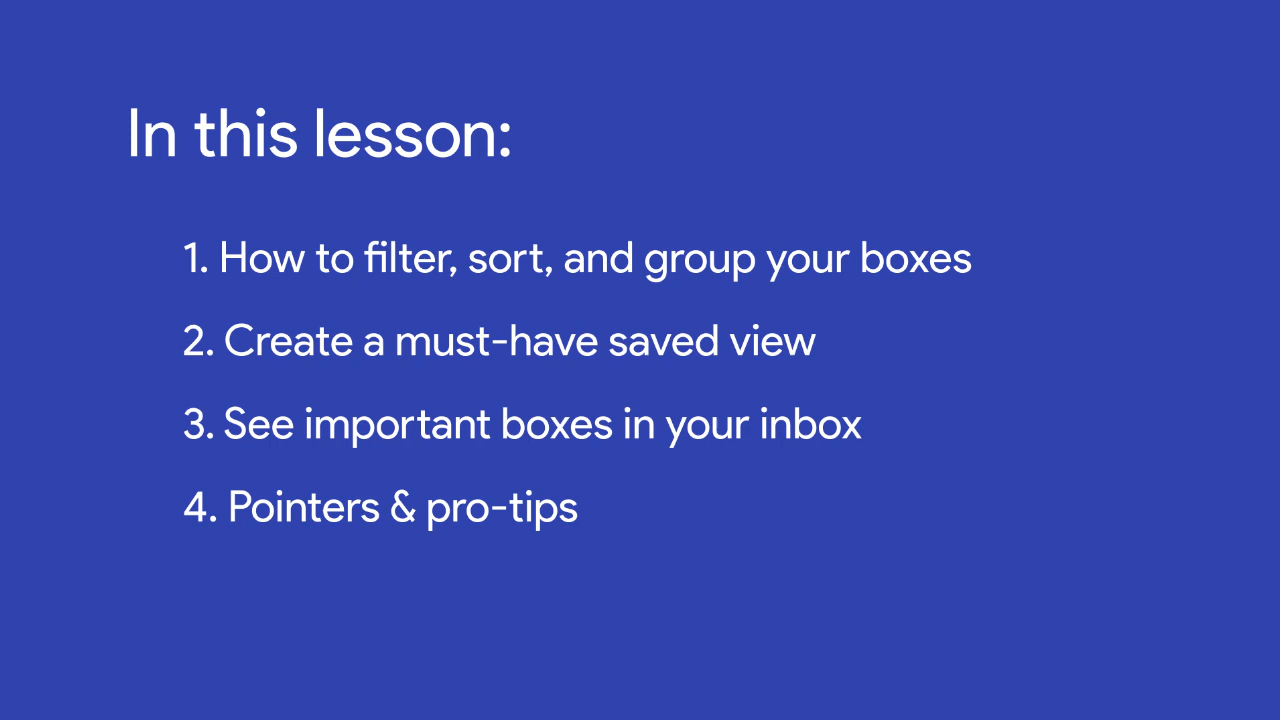 In this lesson:
1. How to filter, sort, and group your boxes
2. Create a must-have saved view
3. See important boxes in your inbox
4. Pointers & pro-tips